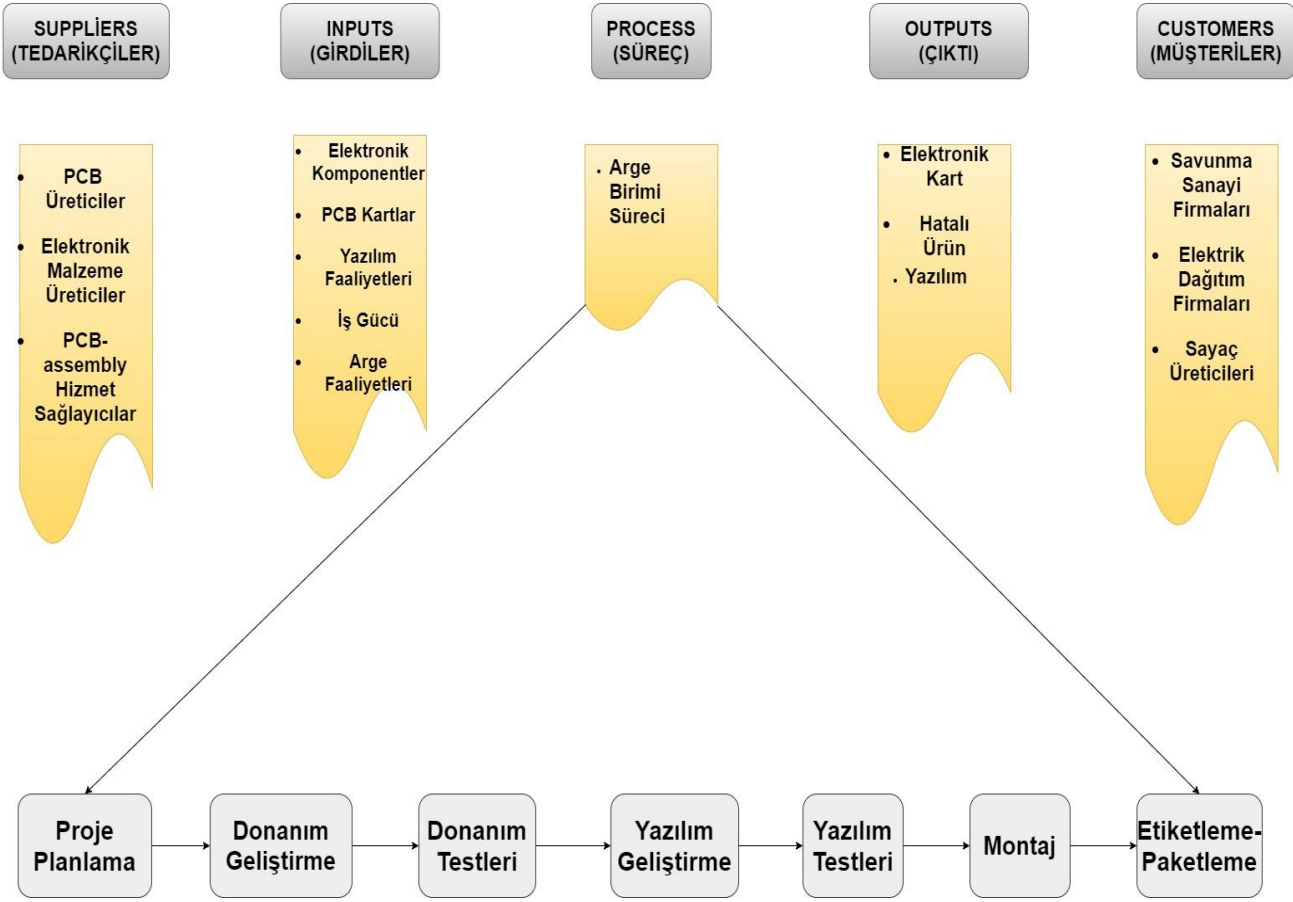 SUPPLİERS
(TEDARİKÇİLER)
INPUTS
(GİRDİLER)
PROCESS
(SÜREÇ)
OUTPUTS
(ÇIKTI)
CUSTOMERS
(MÜŞTERİLER)
• PCB
Üreticiler
• Elektronik
Malzeme
Üreticiler
• PCB-
assembly
Hizmet
Sağlayıcılar
• Elektronik
Komponentler
• PCB Kartlar
• Yazılım
Faaliyetleri
• İş Gücü
• Arge
Faaliyetleri
. Arge
Birimi
Süreci
• Elektronik
Kart
• Hatalı
Ürün
. Yazılım
• Savunma
Sanayi
Firmaları
• Elektrik
Dağıtım
Firmaları
• Sayaç
Üreticileri
Proje
Planlama
Donanım
Geliştirme
Donanım
Testleri
Yazılım
Geliştirme
Yazılım
Testleri
Montaj
Etiketleme-
Paketleme